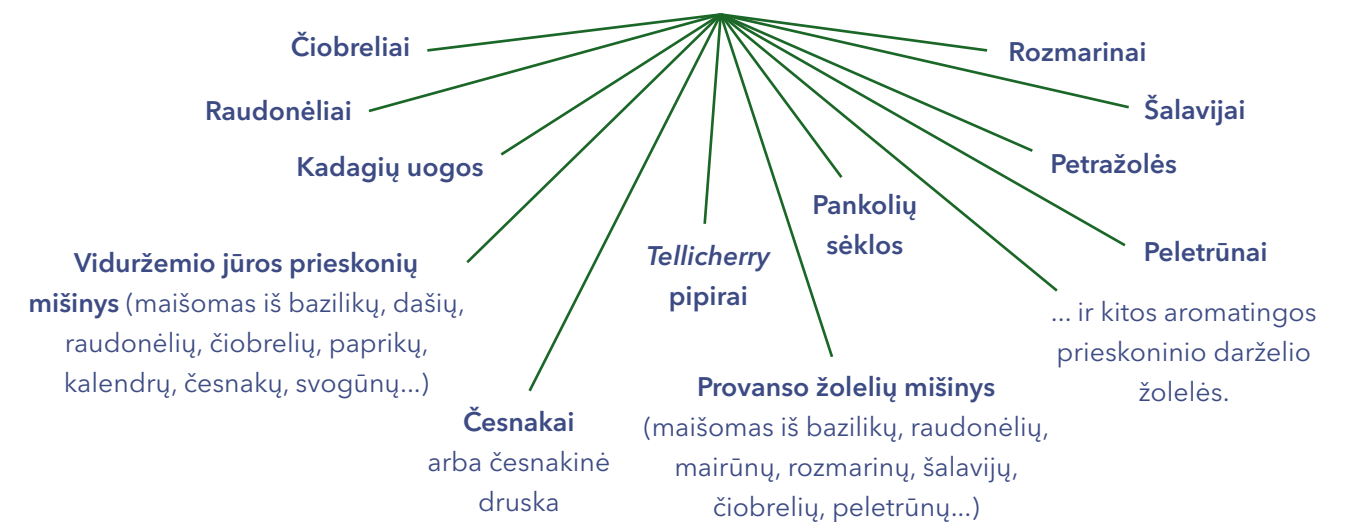 Čiobreliai
Rozmarinai
Raudonėliai
Šalavijai
Kadagių uogos
Petražolės
Pankolių
sėklos
Tellicherry
pipirai
Peletrūnai
Viduržemio jūros prieskonių
mišinys (maišomas iš bazilikų, dašių,
raudonėlių, čiobrelių, paprikų,
kalendrų, česnakų, svogūnų...)
... ir kitos aromatingos
prieskoninio darželio
žolelės.
Česnakai
arba česnakinė
druska
Provanso žolelių mišinys
(maišomas iš bazilikų, raudonėlių,
mairūnų, rozmarinų, šalavijų,
čiobrelių, peletrūnų...)